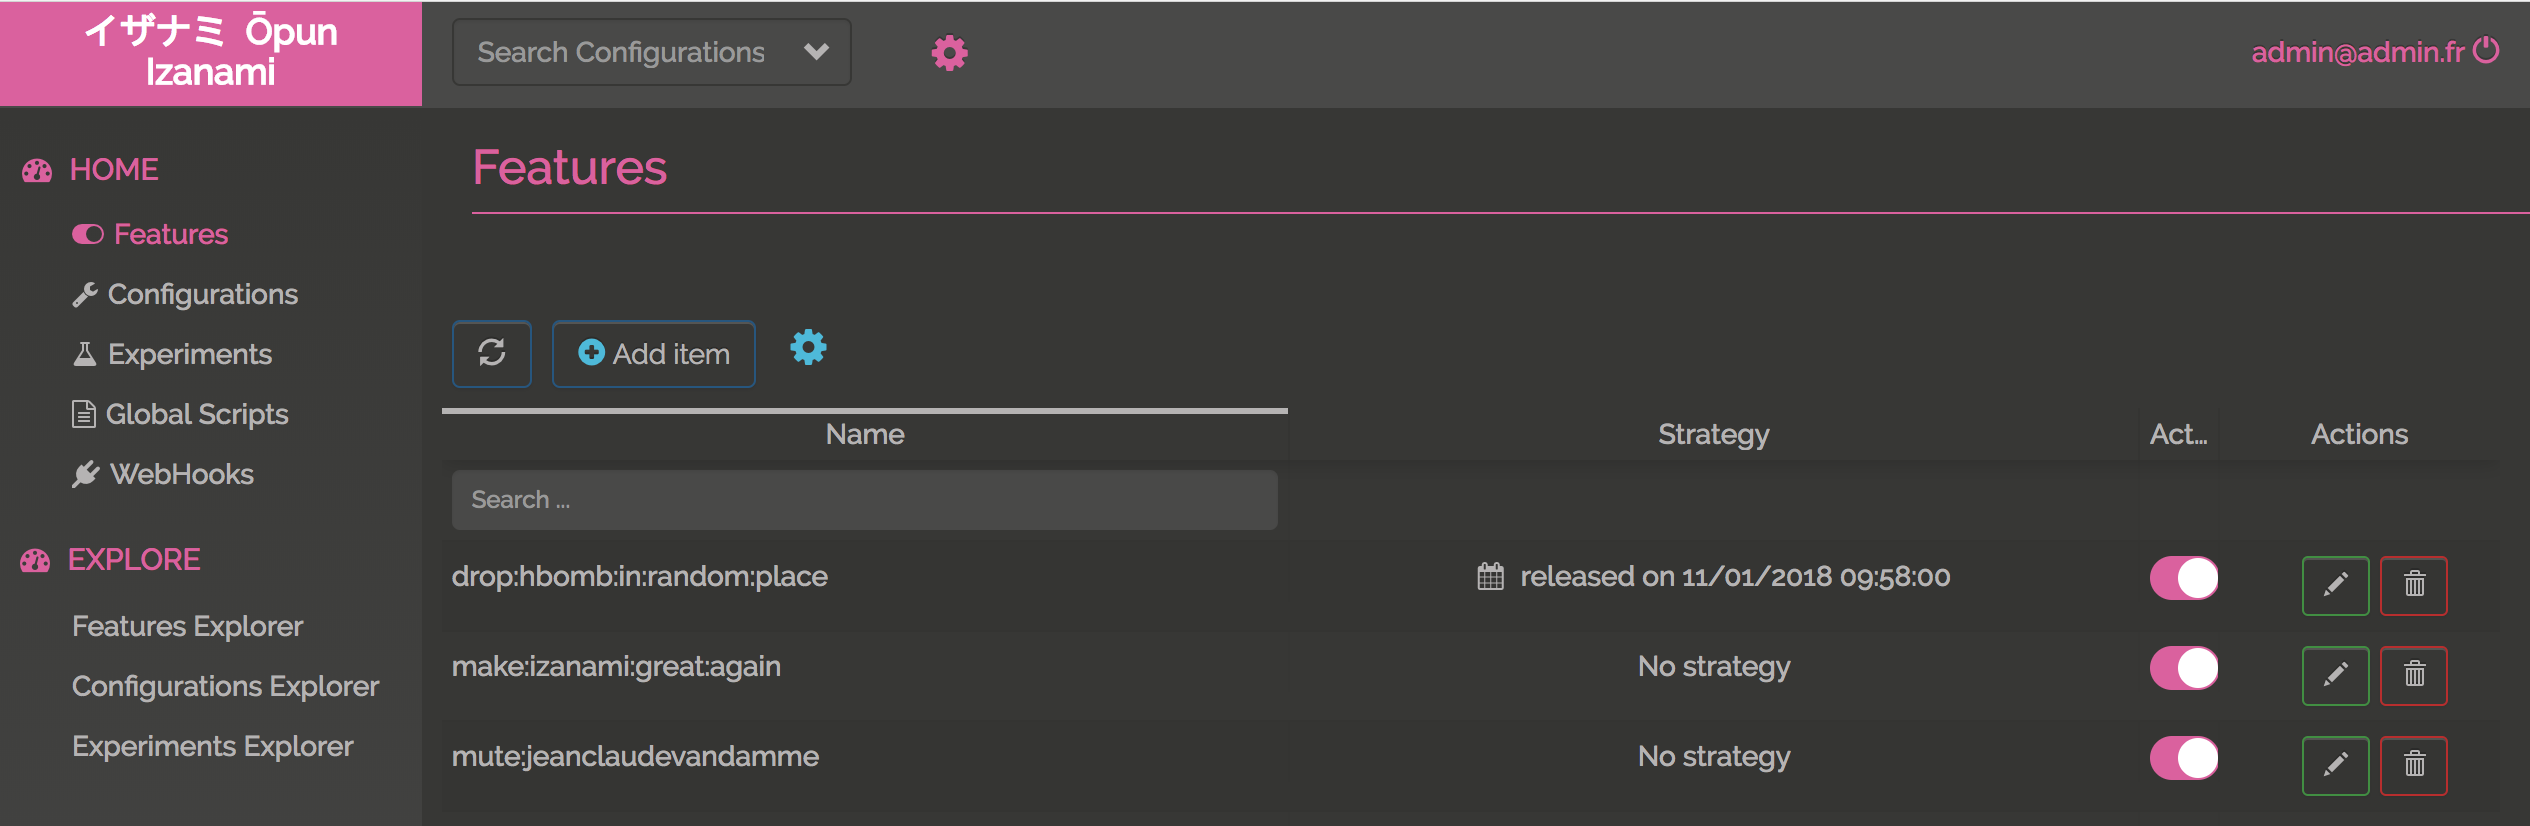 イザナミ Ōpun
Izanami
Search Configurations
admin@admin.fr
HOME
Features
Configurations
Experiments
Global Scripts
WebHooks
EXPLORE
Features Explorer
Configurations Explorer
Experiments Explorer
Features
Add item
Name Strategy Act... Actions
Search ...
drop:hbomb:in:random:place released on 11/01/2018 09:58:00
make:izanami:great:again No strategy
mute:jeanclaudevandamme No strategy